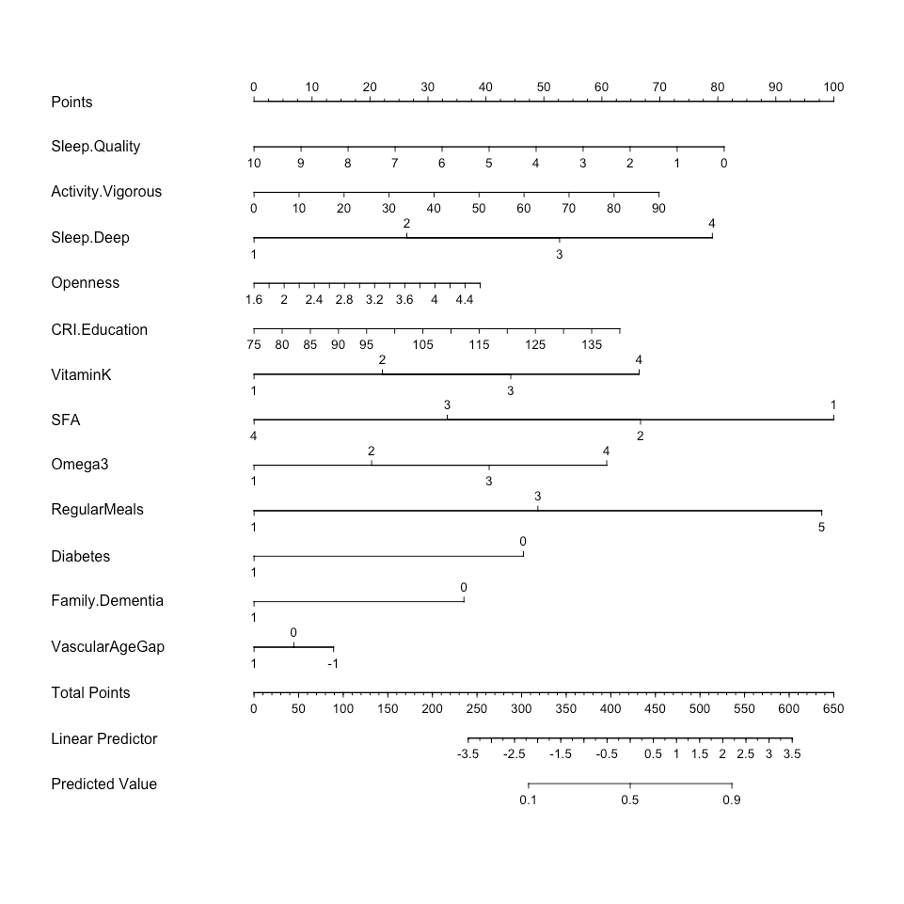 0 10 20 30 40 50 60 70 80 90 100
Points
Sleep.Quality
10 9 8 7 6 5 4 3 2 1 0
Activity.Vigorous
0 10 20 30 40 50 60 70 80 90
2 4
Sleep.Deep
1 3
Openness
1.6 2 2.4 2.8 3.2 3.6 4 4.4
CRI.Education
75 80 85 90 95 105 115 125 135
2 4
VitaminK
1 3
3 1
SFA
4 2
2 4
Omega3
1 3
3
RegularMeals
1 5
0
Diabetes
1
0
Family.Dementia
1
0
VascularAgeGap
1 -1
Total Points
0 50 100 150 200 250 300 350 400 450 500 550 600 650
Linear Predictor
-3.5 -2.5 -1.5 -0.5 0.5 1 1.5 2 2.5 3 3.5
Predicted Value
0.1 0.5 0.9